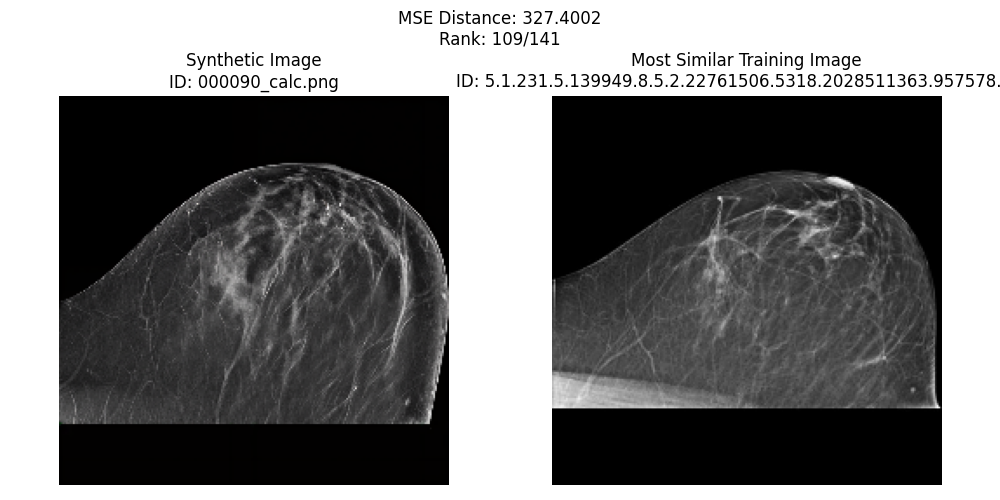 MSE Distance: 327.4002
Rank: 109/141
Synthetic Image
ID: 000090_calc.png
Most Similar Training Image
ID: 5.1.231.5.139949.8.5.2.22761506.5318.2028511363.957578.